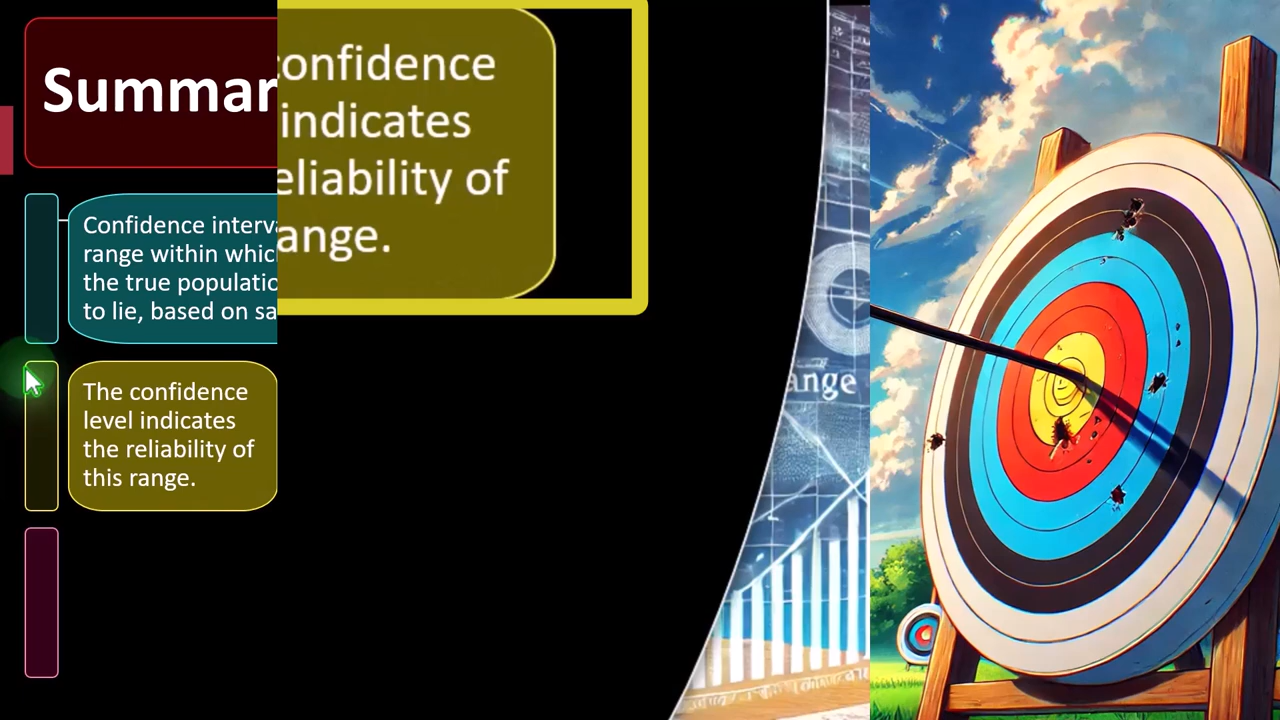 Summar
Confidence interva
range within whic
the true populatio
to lie, based on sa
The confidence
level indicates
the reliability of
this range.
confidence
indicates
eliability of
ange.
ange